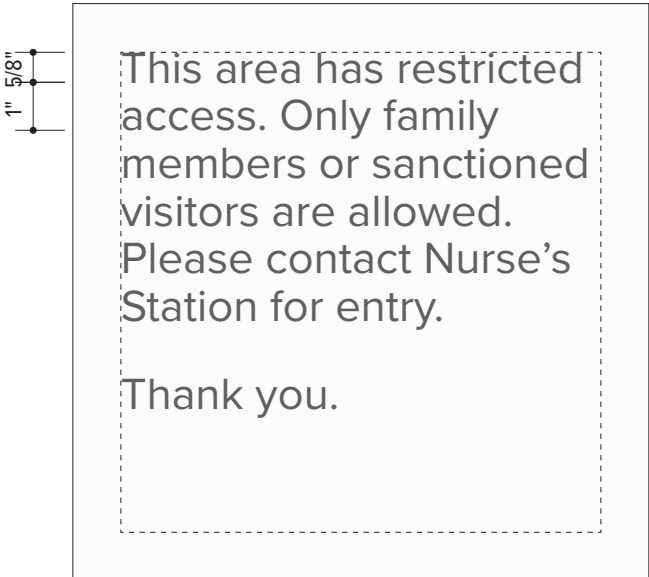 5/8"
1"
This area has restricted
access. Only family
members or sanctioned
visitors are allowed.
Please contact Nurse’s
Station for entry.
Thank you.